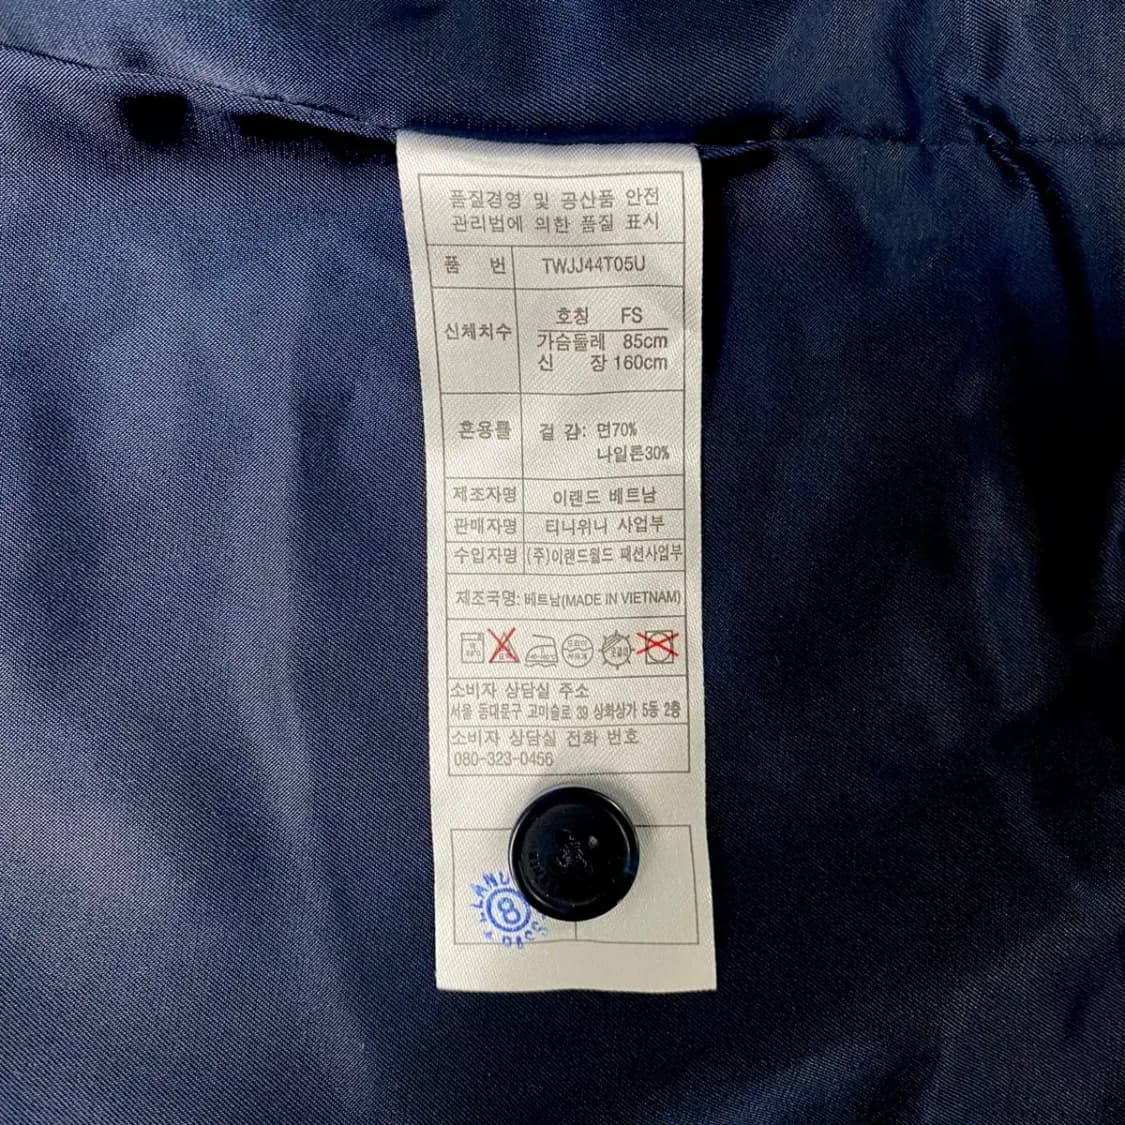 품질경영 및 공산품 안전
관리법에 의한 품질 표시
품 번 TWJJ44T05U
신체치수 호칭 FS
가슴둘레 85cm
신 장 160cm
혼용률 겉 감: 면70%
나일론30%
제조자명 이랜드 베트남
판매자명 티니위니 사업부
수입자명 (주)이랜드월드 패션사업부
제조국명: 베트남(MADE IN VIETNAM)
소비자 상담실 주소
서울 동대문구 고미술로 39 상화상가 5동 2층
소비자 상담실 전화 번호
080-323-0456
8